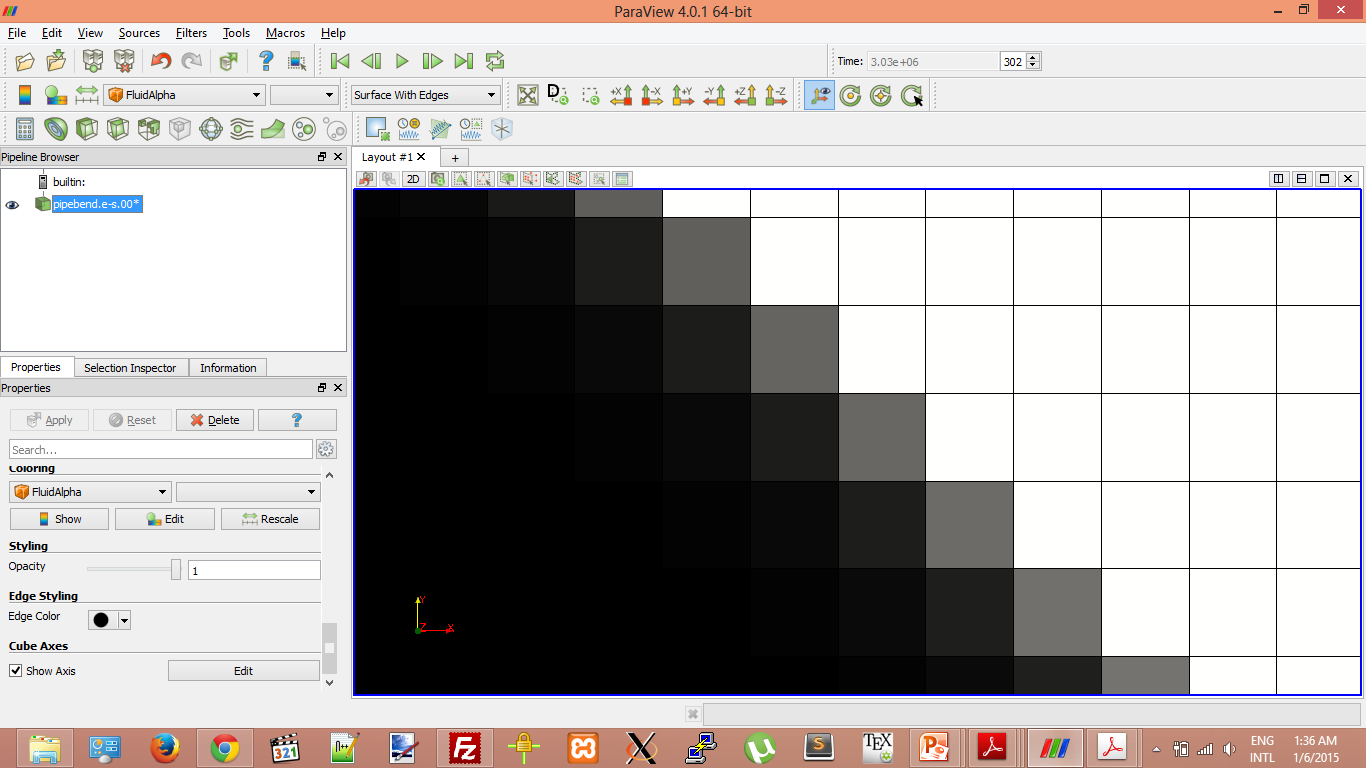 ParaView 4.0.1 64-bit
File Edit View Sources Filters Tools Macros Help
Time: 3.03e+06 302
FluidAlpha Surface With Edges D +X -X +Y -Y +Z -Z
Pipeline Browser
Layout #1 +
builtin:
2D
pipebend.e-s.00*
Properties Selection Inspector Information
Properties
Apply Reset Delete ?
Search...
Coloring
FluidAlpha
Show Edit Rescale
Styling
Opacity 1
Edge Styling
Edge Color
Cube Axes
Show Axis Edit
Y
Z X
321 n++ Fz X S TEX P
ENG 1:36 AM
INTL 1/6/2015